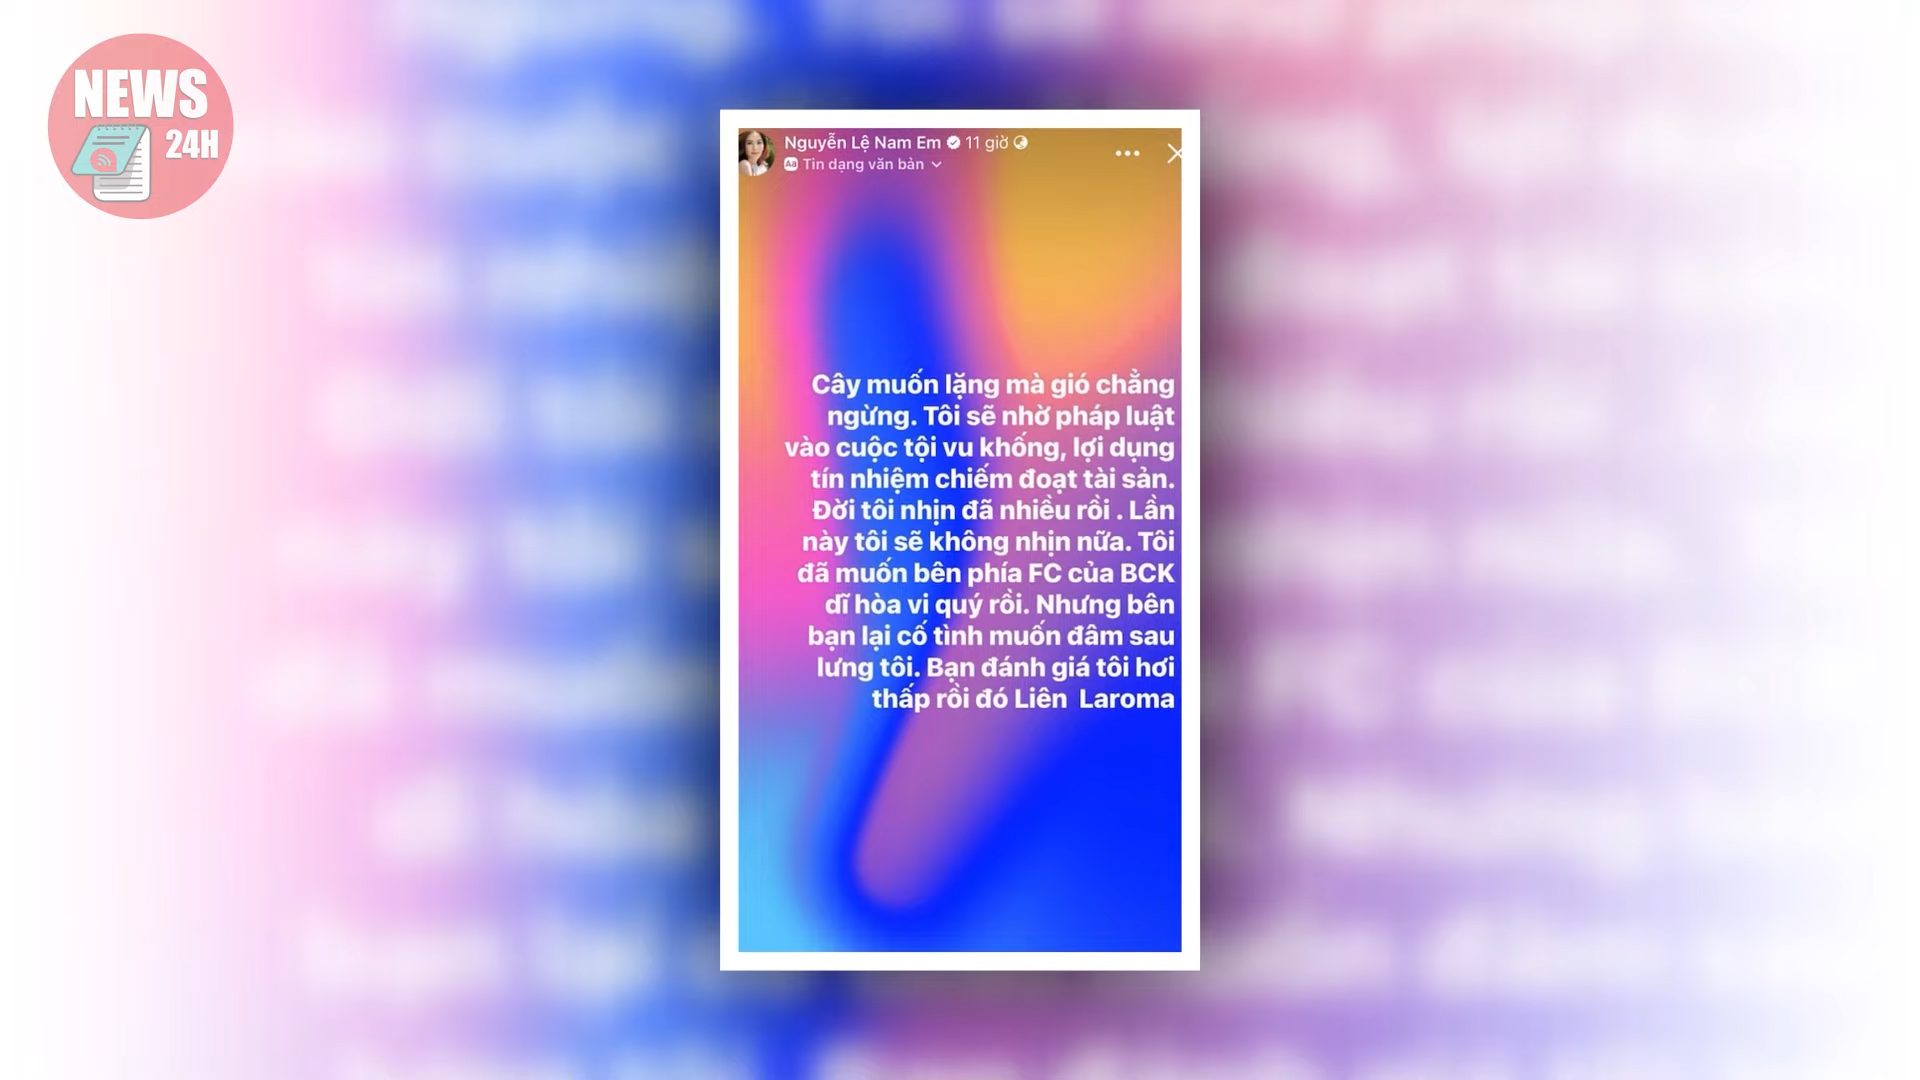 NEWS
24H
Nguyễn Lệ Nam Em 11 giờ
Aa Tin dạng văn bản
Cây muốn lặng mà gió chẳng
ngừng. Tôi sẽ nhờ pháp luật
vào cuộc tội vu khống, lợi dụng
tín nhiệm chiếm đoạt tài sản.
Đời tôi nhịn đã nhiều rồi . Lần
này tôi sẽ không nhịn nữa. Tôi
đã muốn bên phía FC của BCK
dĩ hòa vi quý rồi. Nhưng bên
bạn lại cố tình muốn đâm sau
lưng tôi. Bạn đánh giá tôi hơi
thấp rồi đó Liên  Laroma